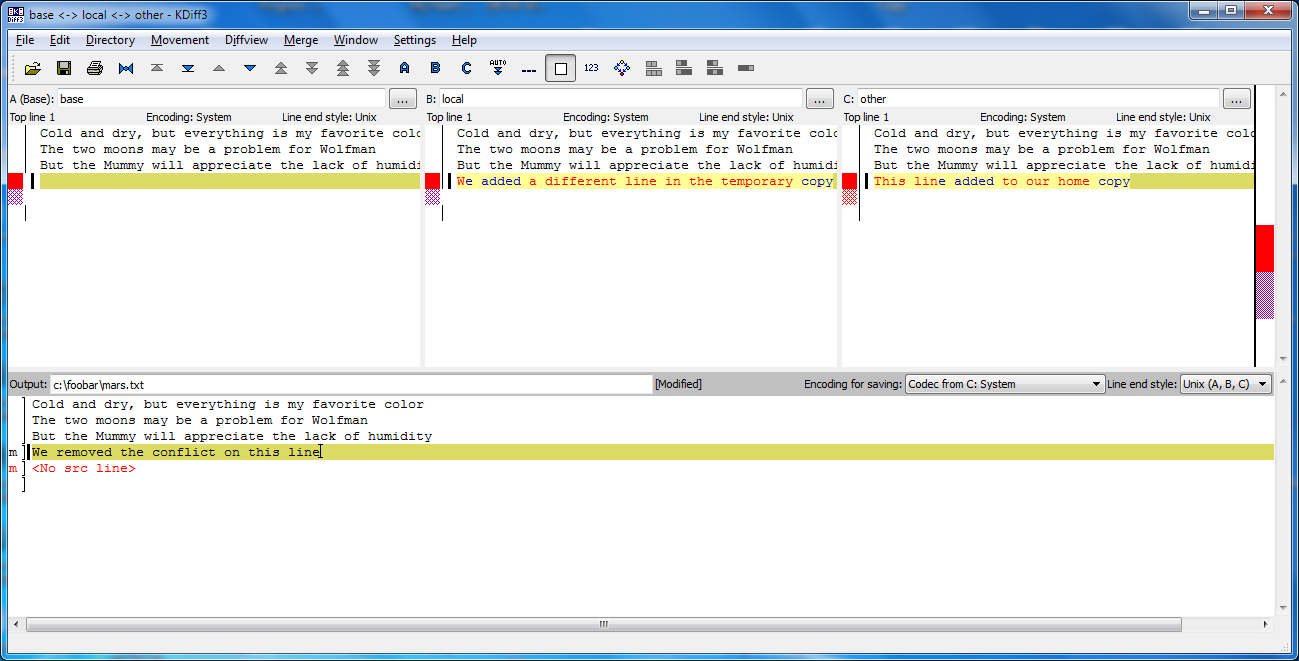 base <-> local <-> other - KDiff3
File Edit Directory Movement Diffview Merge Window Settings Help
A B C AUTO 123
A (Base): base ... B: local ... C: other ...
Top line 1 Encoding: System Line end style: Unix Top line 1 Encoding: System Line end style: Unix Top line 1 Encoding: System Line end style: Unix
Cold and dry, but everything is my favorite colo
The two moons may be a problem for Wolfman
But the Mummy will appreciate the lack of humidi
Cold and dry, but everything is my favorite colo
The two moons may be a problem for Wolfman
But the Mummy will appreciate the lack of humidi
We added a different line in the temporary copy
Cold and dry, but everything is my favorite colo
The two moons may be a problem for Wolfman
But the Mummy will appreciate the lack of humidi
This line added to our home copy
Output: c:\foobar\mars.txt [Modified] Encoding for saving: Codec from C: System Line end style: Unix (A, B, C)
Cold and dry, but everything is my favorite color
The two moons may be a problem for Wolfman
But the Mummy will appreciate the lack of humidity
m We removed the conflict on this line
m <No src line>